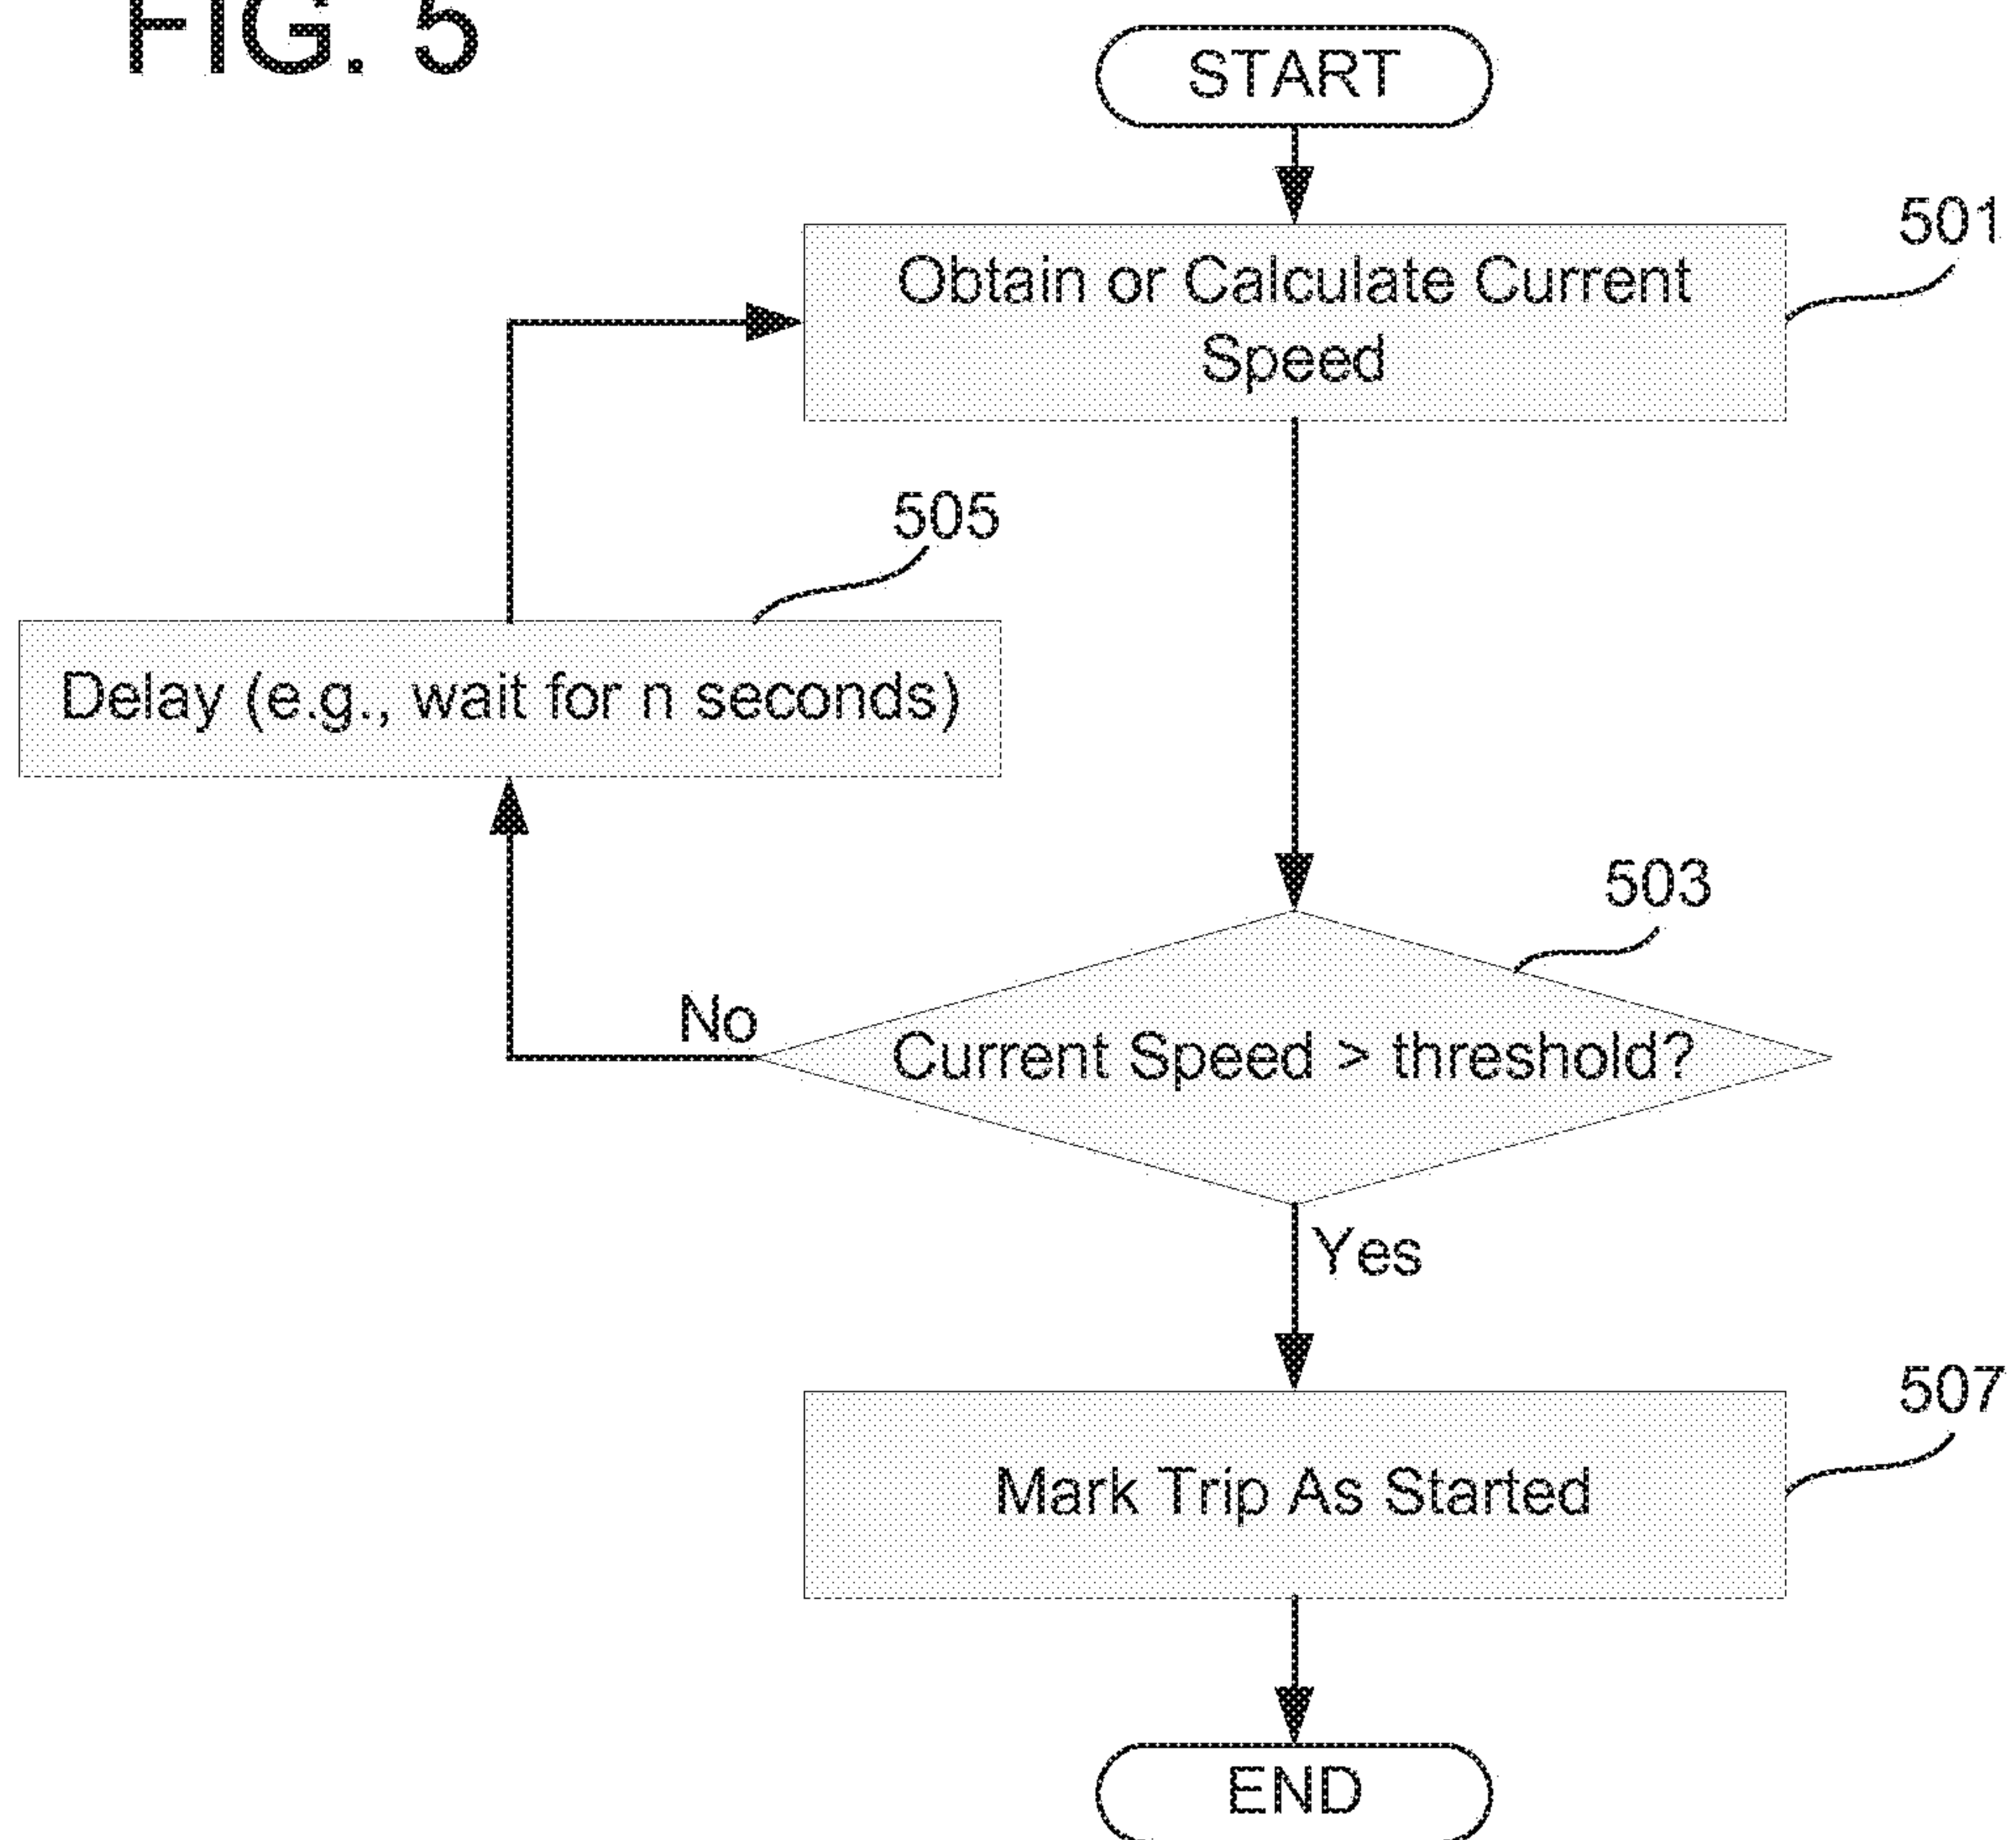 FIG. 5
START
501
Obtain or Calculate Current
Speed
505
Delay (e.g., wait for n seconds)
503
No
Current Speed > threshold?
Yes
507
Mark Trip As Started
END